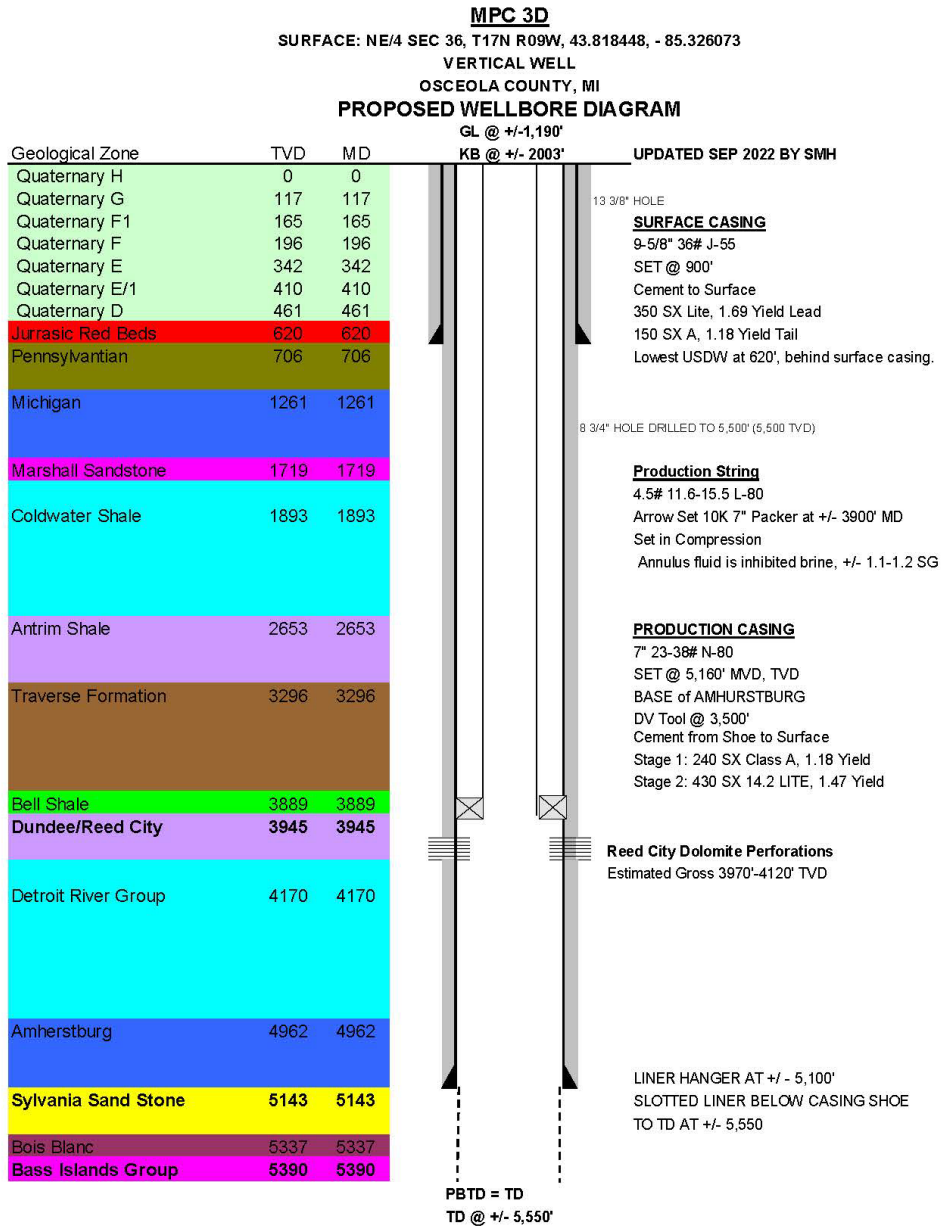 MPC 3D
SURFACE: NE/4 SEC 36, T17N R09W, 43.818448, - 85.326073
VERTICAL WELL
OSCEOLA COUNTY, MI
PROPOSED WELLBORE DIAGRAM
GL @ +/-1,190'
Geological Zone TVD MD KB @ +/- 2003' UPDATED SEP 2022 BY SMH
Quaternary H 0 0
Quaternary G 117 117
13 3/8" HOLE
Quaternary F1 165 165
SURFACE CASING
Quaternary F 196 196
9-5/8" 36# J-55
Quaternary E 342 342
SET @ 900'
Quaternary E/1 410 410
Cement to Surface
Quaternary D 461 461
350 SX Lite, 1.69 Yield Lead
Jurrasic Red Beds 620 620
150 SX A, 1.18 Yield Tail
Pennsylvantian 706 706
Lowest USDW at 620', behind surface casing.
Michigan 1261 1261
8 3/4" HOLE DRILLED TO 5,500' (5,500 TVD)
Marshall Sandstone 1719 1719
Production String
4.5# 11.6-15.5 L-80
Coldwater Shale 1893 1893
Arrow Set 10K 7" Packer at +/- 3900' MD
Set in Compression
Annulus fluid is inhibited brine, +/- 1.1-1.2 SG
Antrim Shale 2653 2653
PRODUCTION CASING
7" 23-38# N-80
SET @ 5,160' MVD, TVD
Traverse Formation 3296 3296
BASE of AMHURSTBURG
DV Tool @ 3,500'
Cement from Shoe to Surface
Stage 1: 240 SX Class A, 1.18 Yield
Stage 2: 430 SX 14.2 LITE, 1.47 Yield
Bell Shale 3889 3889
Dundee/Reed City 3945 3945
Reed City Dolomite Perforations
Estimated Gross 3970'-4120' TVD
Detroit River Group 4170 4170
Amherstburg 4962 4962
LINER HANGER AT +/ - 5,100'
Sylvania Sand Stone 5143 5143
SLOTTED LINER BELOW CASING SHOE
TO TD AT +/- 5,550
Bois Blanc 5337 5337
Bass Islands Group 5390 5390
PBTD = TD
TD @ +/- 5,550'